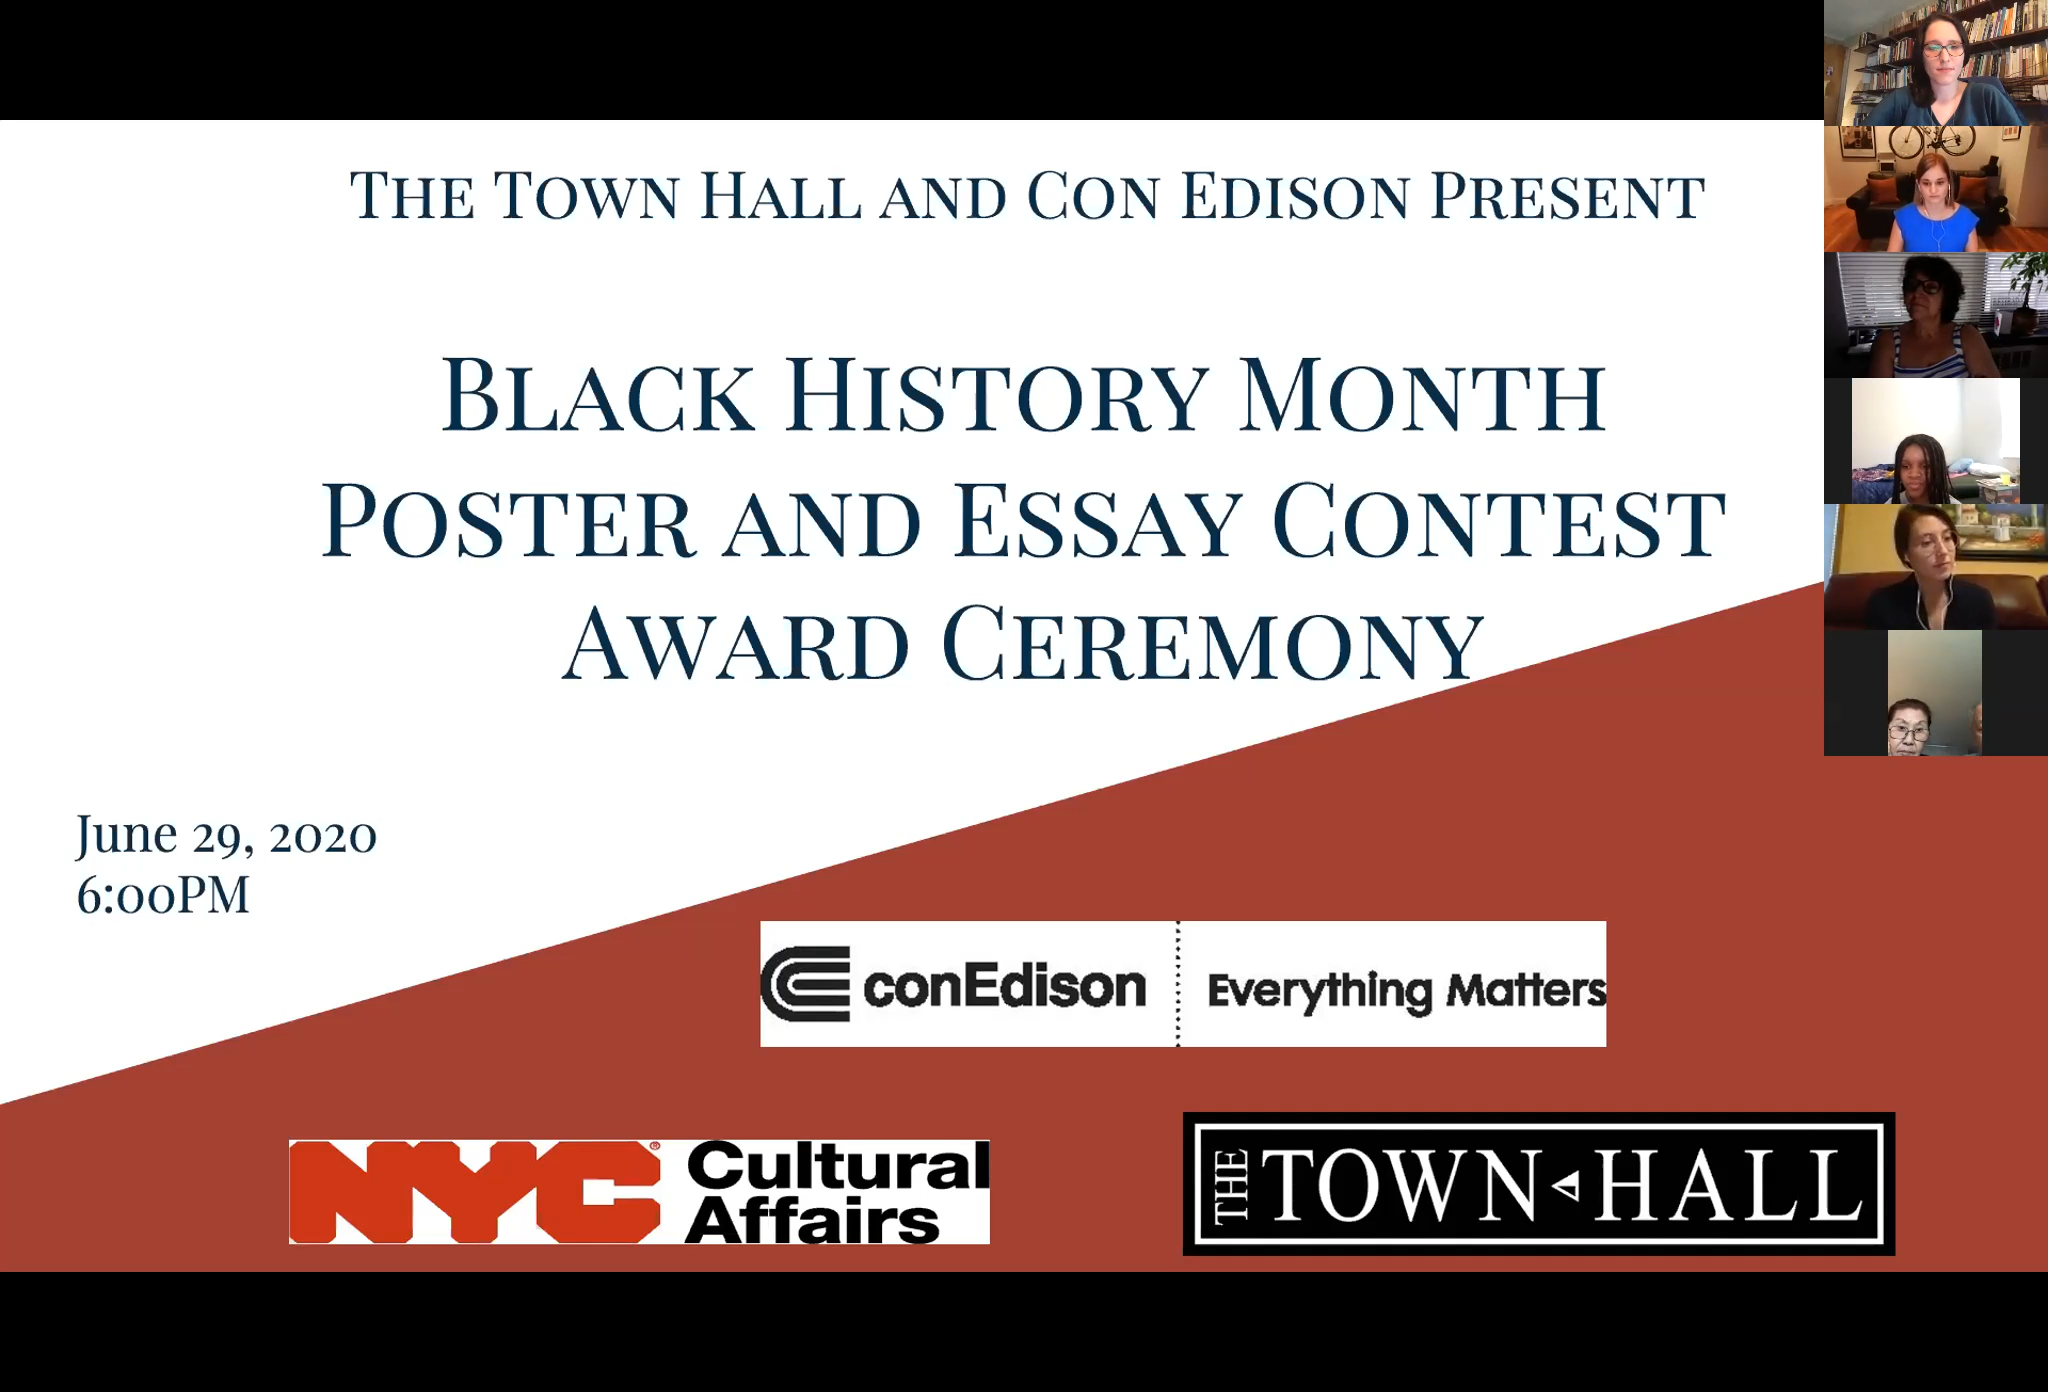 The Town Hall and Con Edison Present
Black History Month
Poster and Essay Contest
Award Ceremony
June 29, 2020
6:00PM
conEdison Everything Matters
NYC® Cultural
Affairs
THE TOWN HALL